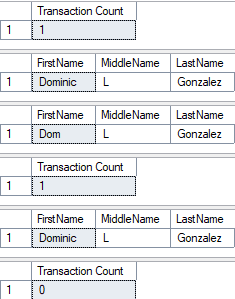 Transaction Count
1 1
FirstName MiddleName LastName
1 Dominic L Gonzalez
FirstName MiddleName LastName
1 Dom L Gonzalez
Transaction Count
1 1
FirstName MiddleName LastName
1 Dominic L Gonzalez
Transaction Count
1 0